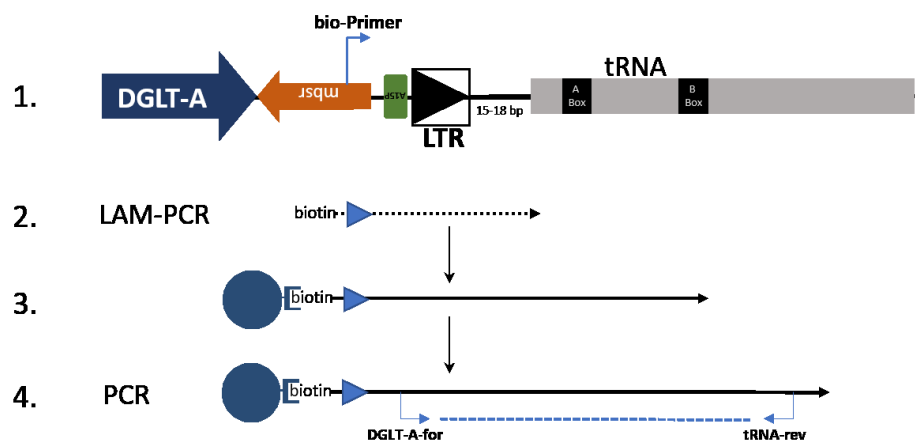 bio-Primer
1.
DGLT-A
mbsr
A15P
LTR
15-18 bp
tRNA
A
Box
B
Box
2.
LAM-PCR
biotin
3.
biotin
4.
PCR
biotin
DGLT-A-for
tRNA-rev